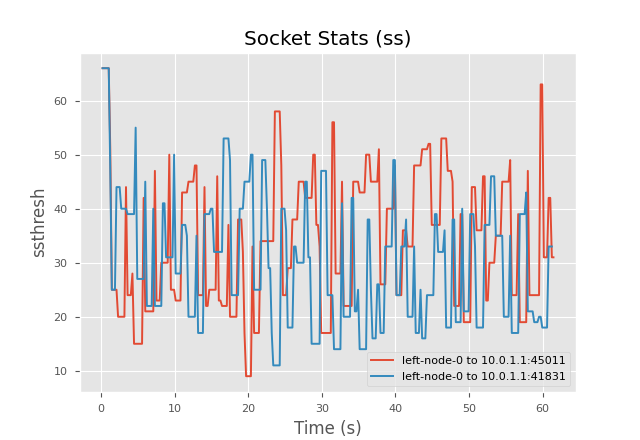 Socket Stats (ss)
ssthresh
60
50
40
30
20
10
0
10
20
30
40
50
60
Time (s)
left-node-0 to 10.0.1.1:45011
left-node-0 to 10.0.1.1:41831